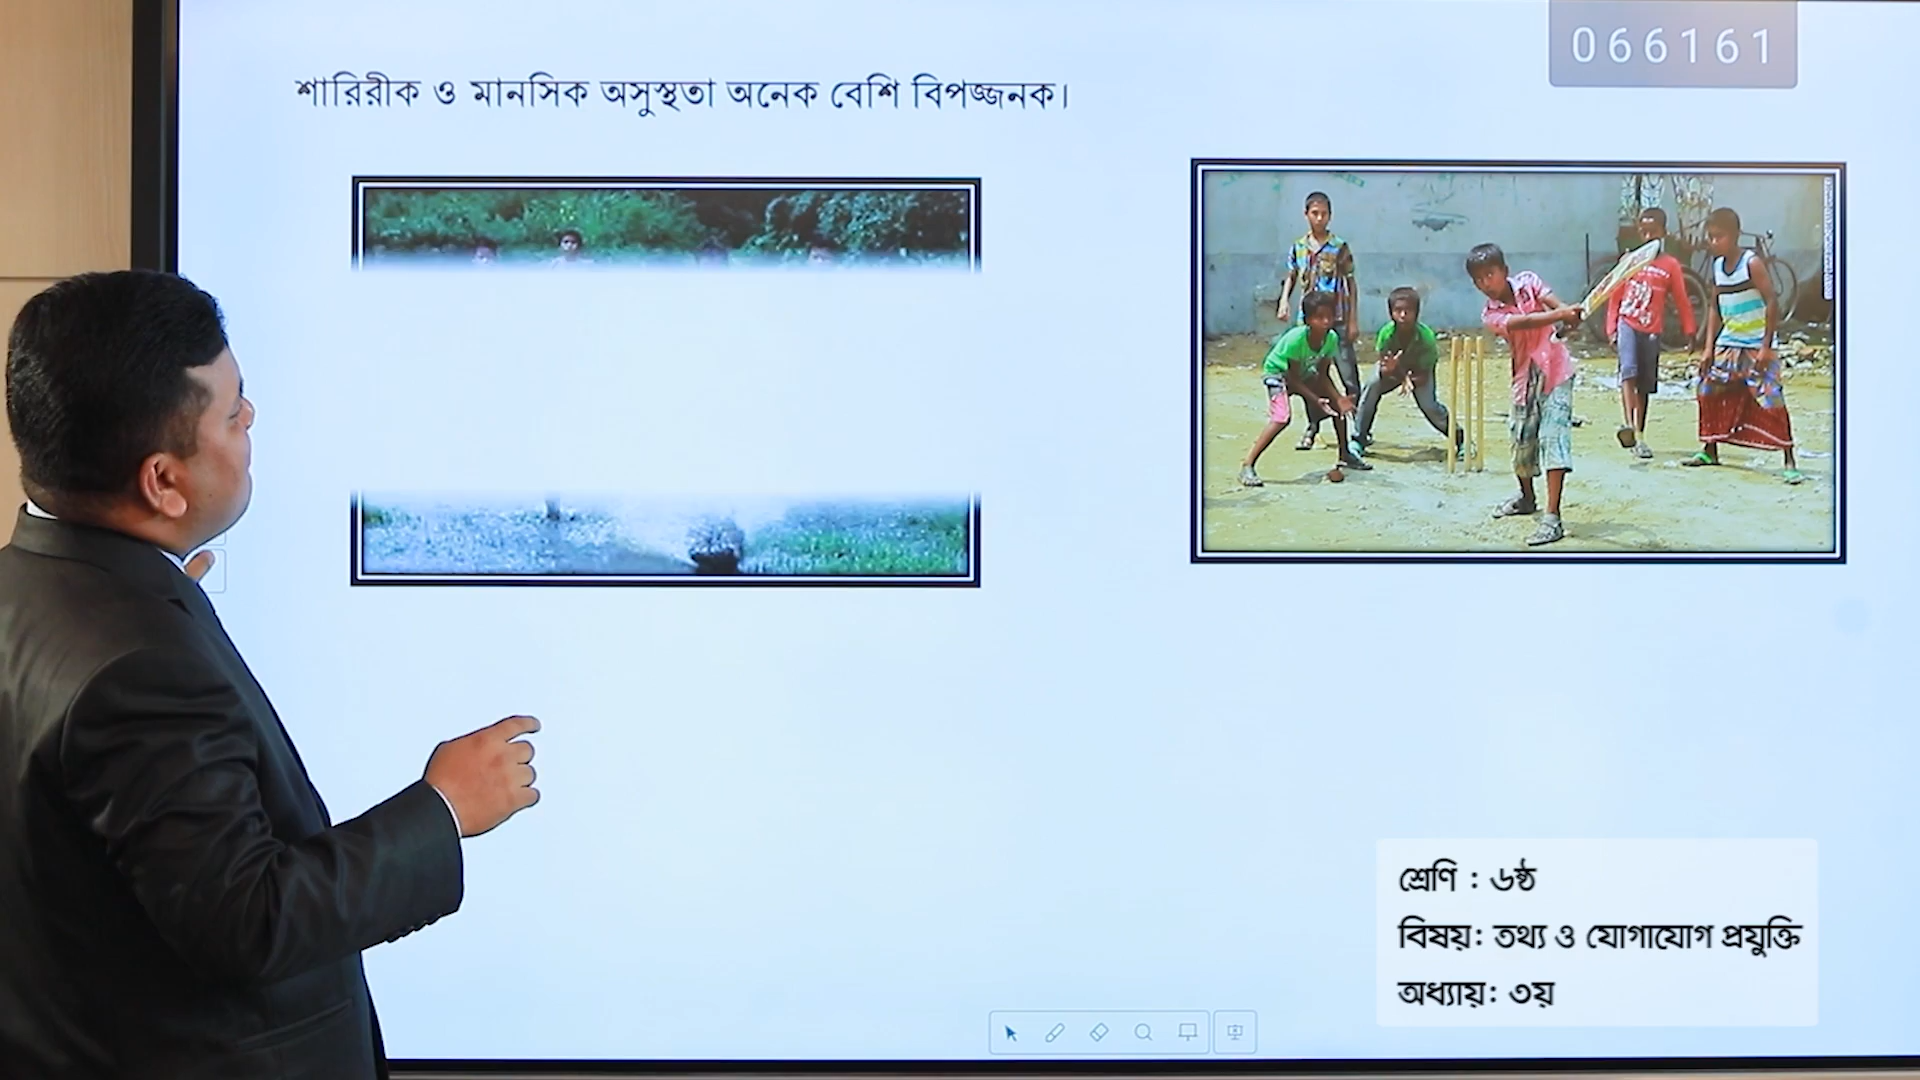 066161
শারিরীক ও মানসিক অসুস্থতা অনেক বেশি বিপজ্জনক।
শ্রেণি : ৬ষ্ঠ
বিষয়: তথ্য ও যোগাযোগ প্রযুক্তি
অধ্যায়: ৩য়